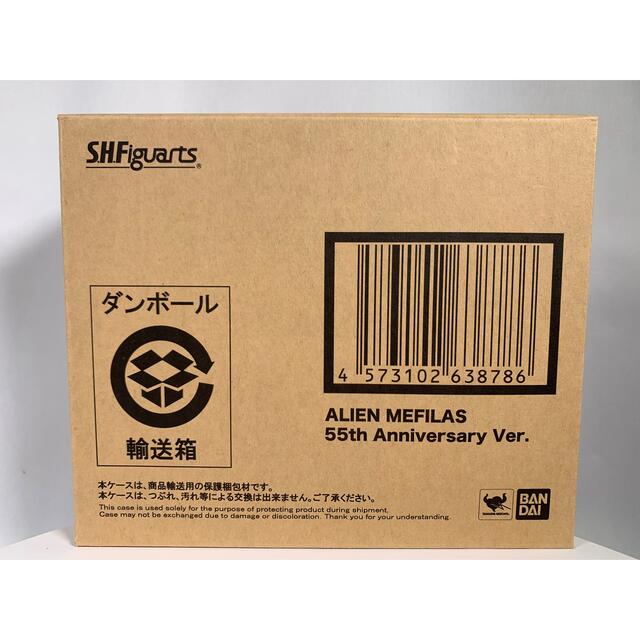 S.H.Figuarts®
ダンボール
輸送箱
4 573102 638786
ALIEN MEFILAS
55th Anniversary Ver.
本ケースは、商品輸送用の保護梱包材です。
本ケースは、つぶれ、汚れ等による交換は出来ません。ご了承ください。
This case is used solely for the purpose of protecting product during shipment.
Case may not be exchanged due to damage or discoloration. Thank you for your understanding.
BAN
DAI